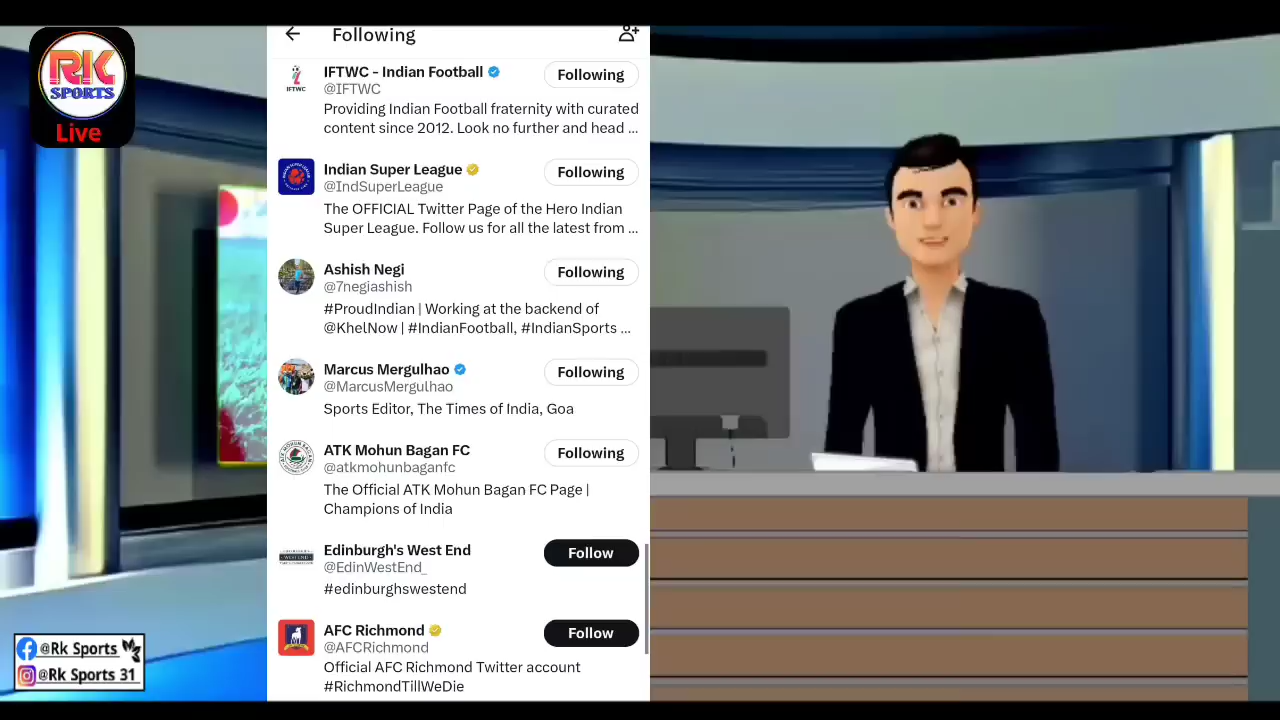 RK
SPORTS
Live
Following
IFTWC - Indian Football
Following
@IFTWC
IFTWC
Providing Indian Football fraternity with curated
content since 2012. Look no further and head ...
Indian Super League
Following
@IndSuperLeague
The OFFICIAL Twitter Page of the Hero Indian
Super League. Follow us for all the latest from ...
Ashish Negi
Following
@7negiashish
#ProudIndian | Working at the backend of
@KhelNow | #IndianFootball, #IndianSports ...
Marcus Mergulhao
Following
@MarcusMergulhao
Sports Editor, The Times of India, Goa
ATK Mohun Bagan FC
Following
@atkmohunbaganfc
The Official ATK Mohun Bagan FC Page |
Champions of India
Edinburgh's West End
Follow
@EdinWestEnd_
#edinburghswestend
AFC Richmond
Follow
@AFCRichmond
Official AFC Richmond Twitter account
#RichmondTillWeDie
@Rk Sports
@Rk Sports 31